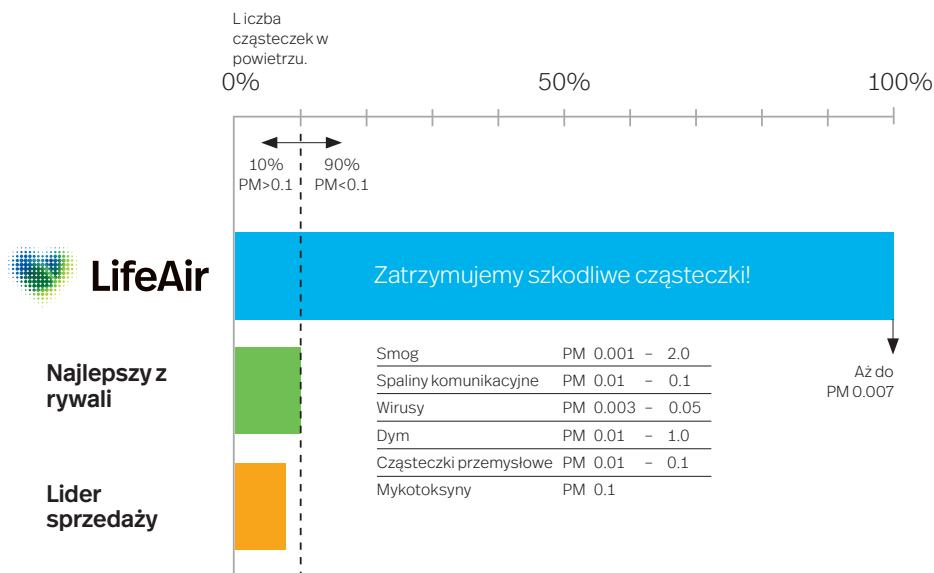 L iczba
cząsteczek w
powietrzu.
0% 50% 100%
10% 90%
PM>0.1 PM<0.1
LifeAir
Zatrzymujemy szkodliwe cząsteczki!
Najlepszy z
rywali
Smog PM 0.001 – 2.0
Spaliny komunikacyjne PM 0.01 – 0.1
Wirusy PM 0.003 – 0.05
Dym PM 0.01 – 1.0
Cząsteczki przemysłowe PM 0.01 – 0.1
Mykotoksyny PM 0.1
Aż do
PM 0.007
Lider
sprzedaży